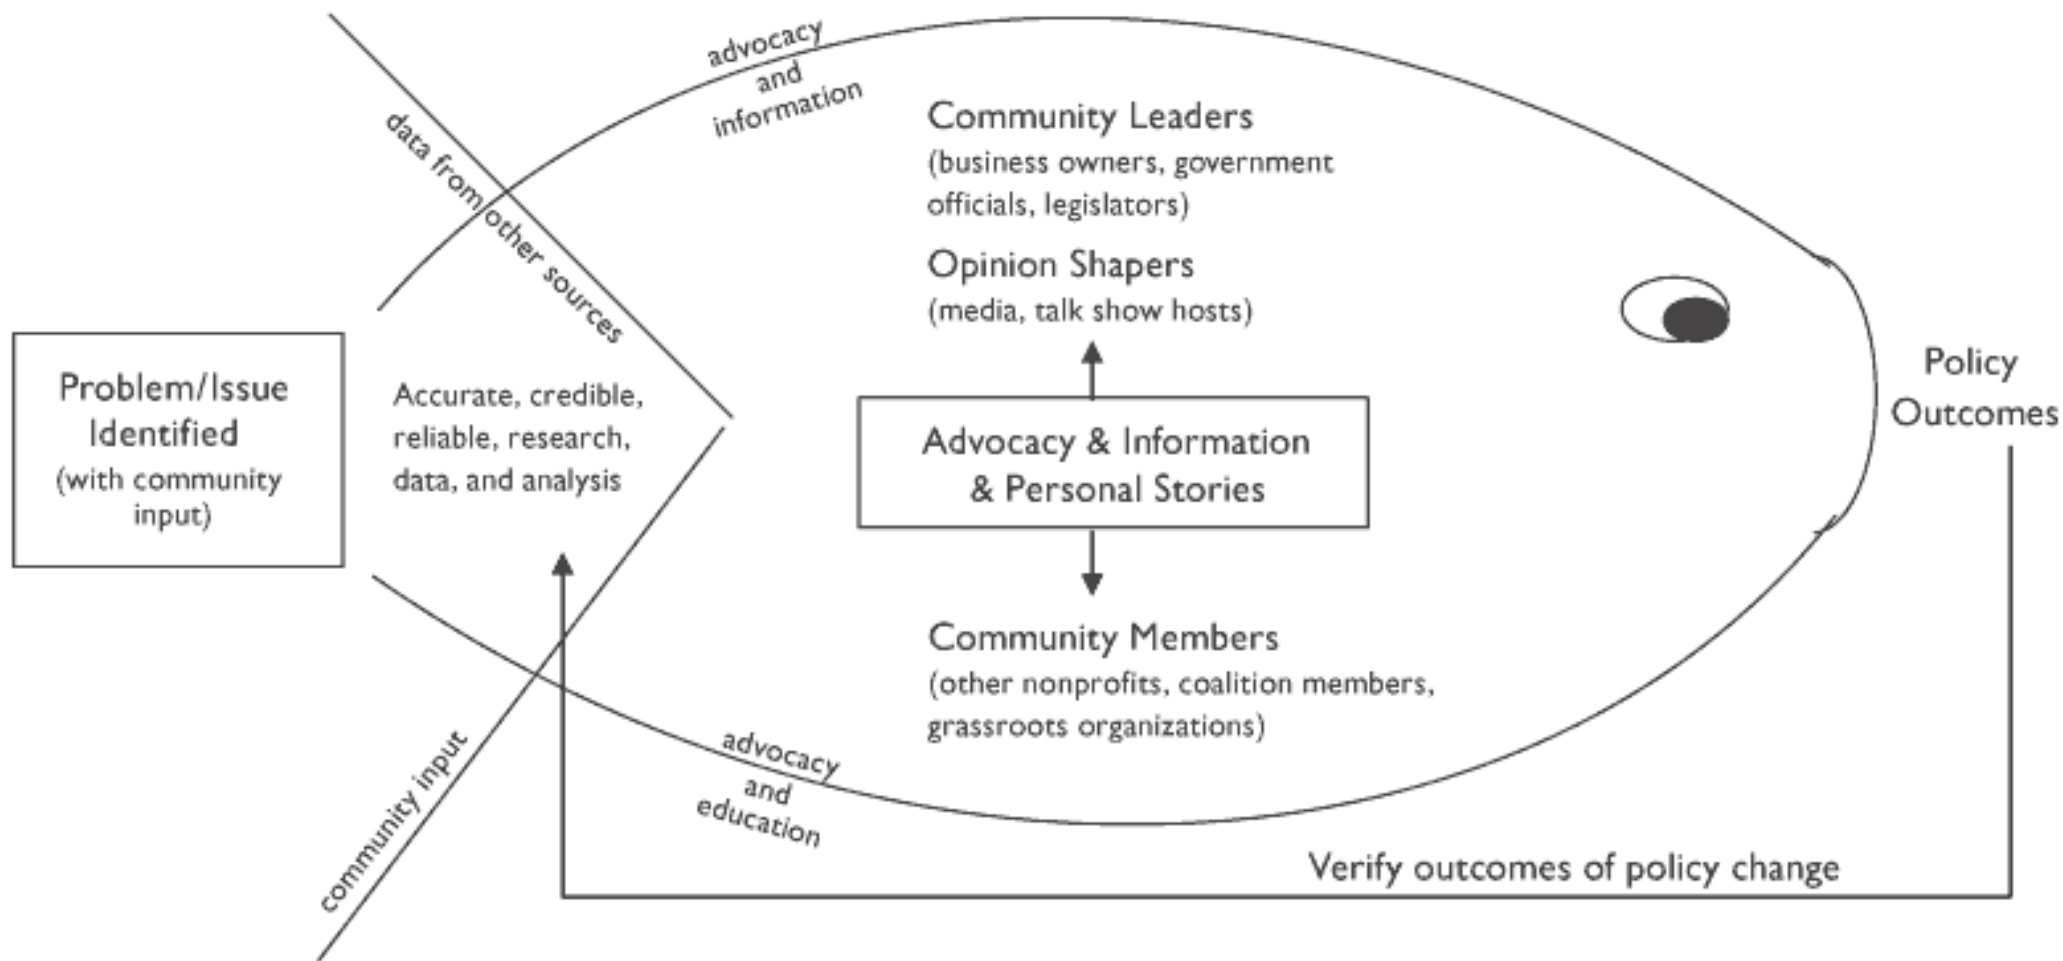 advocacy
and
information
data from other sources
Community Leaders
(business owners, government
officials, legislators)
Opinion Shapers
(media, talk show hosts)
Problem/Issue
Identified
(with community
input)
Accurate, credible,
reliable, research,
data, and analysis
Advocacy & Information
& Personal Stories
Policy
Outcomes
Community Members
(other nonprofits, coalition members,
grassroots organizations)
advocacy
and
education
community input
Verify outcomes of policy change